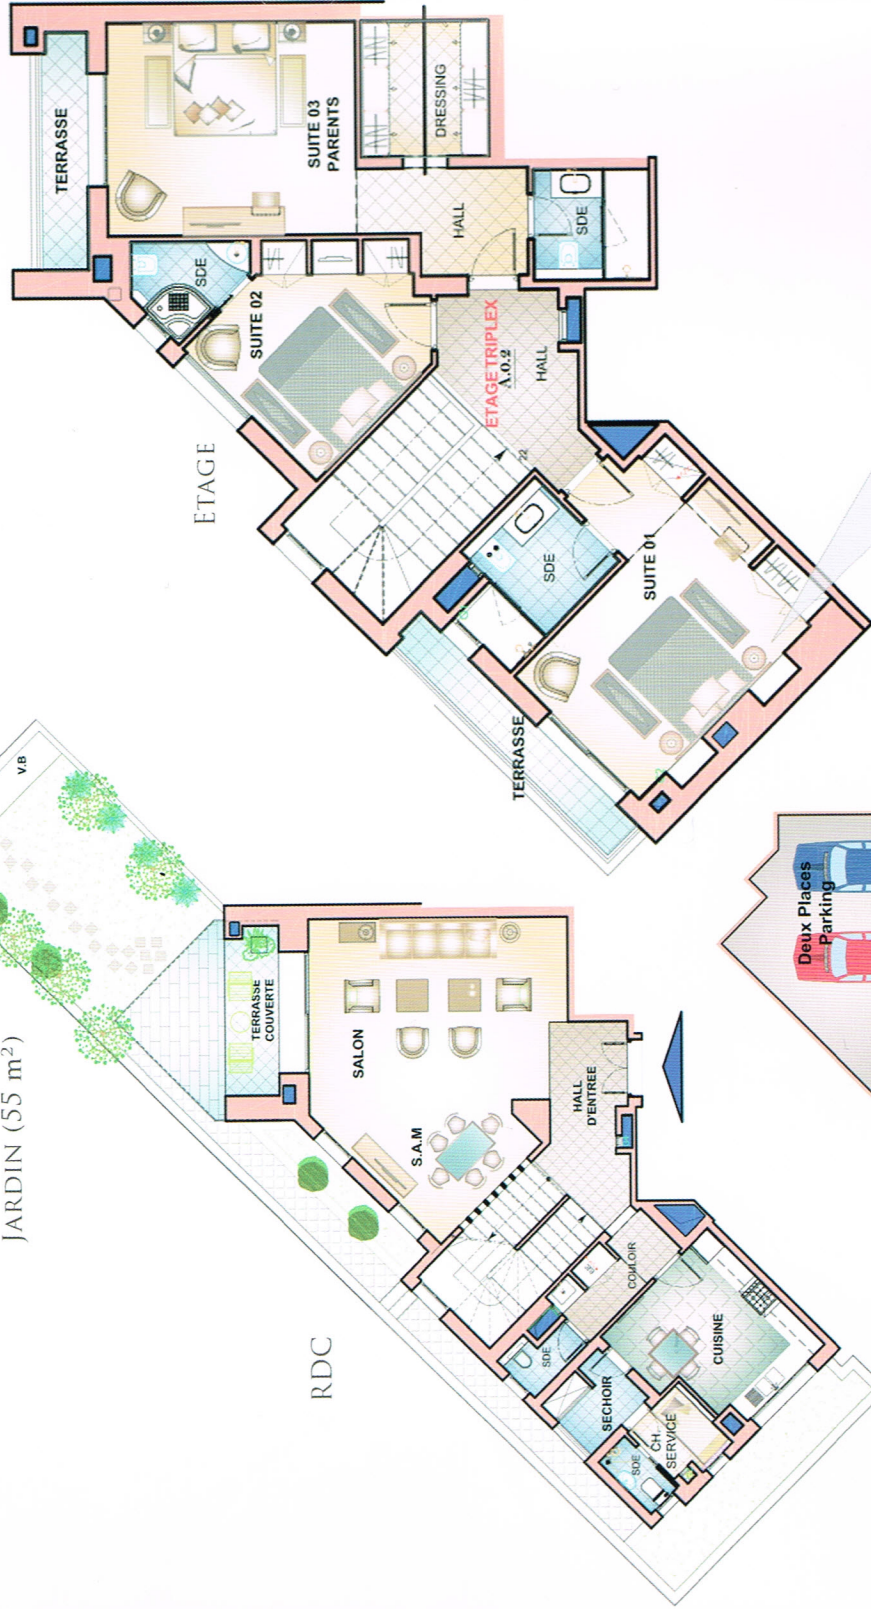 TERRASSE
SUITE 03
PARENTS
DRESSING
HALL
SDE
SDE
SUITE 02
ETAGE TRIPLEX
A.0.2
HALL
22
ETAGE
SDE
SUITE 01
TERRASSE
JARDIN (55 m²)
V.B
TERRASSE
COUVERTE
SALON
S.A.M
HALL
D'ENTREE
COULOIR
SDE
SECHOIR
CUISINE
CH.
SERVICE
SDE
RDC
Deux Places
Parking